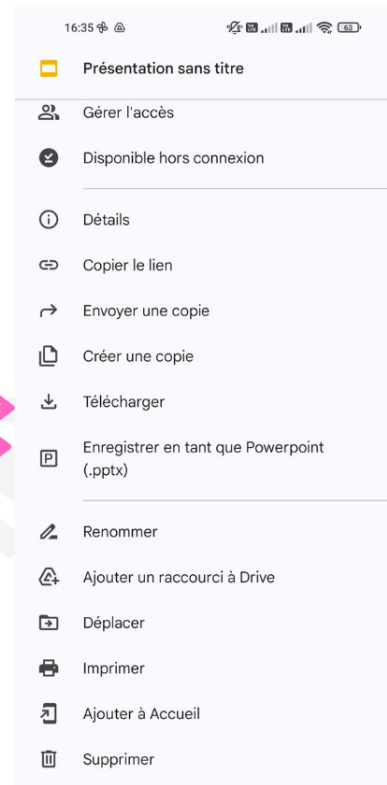 16:35
63
Présentation sans titre
Gérer l'accès
Disponible hors connexion
Détails
Copier le lien
Envoyer une copie
Créer une copie
Télécharger
P
Enregistrer en tant que Powerpoint
(.pptx)
Renommer
Ajouter un raccourci à Drive
Déplacer
Imprimer
Ajouter à Accueil
Supprimer